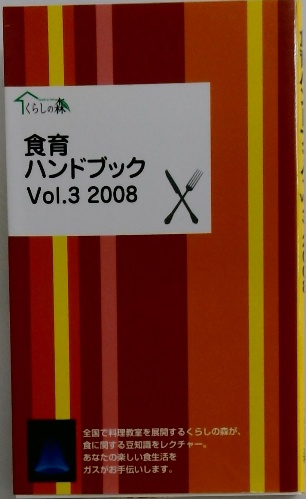 くらしの森
食育
ハンドブック
Vol.3 2008
全国で料理教室を展開するくらしの森が、
食に関する豆知識をレクチャー。
あなたの楽しい食生活を
ガスがお手伝いします。